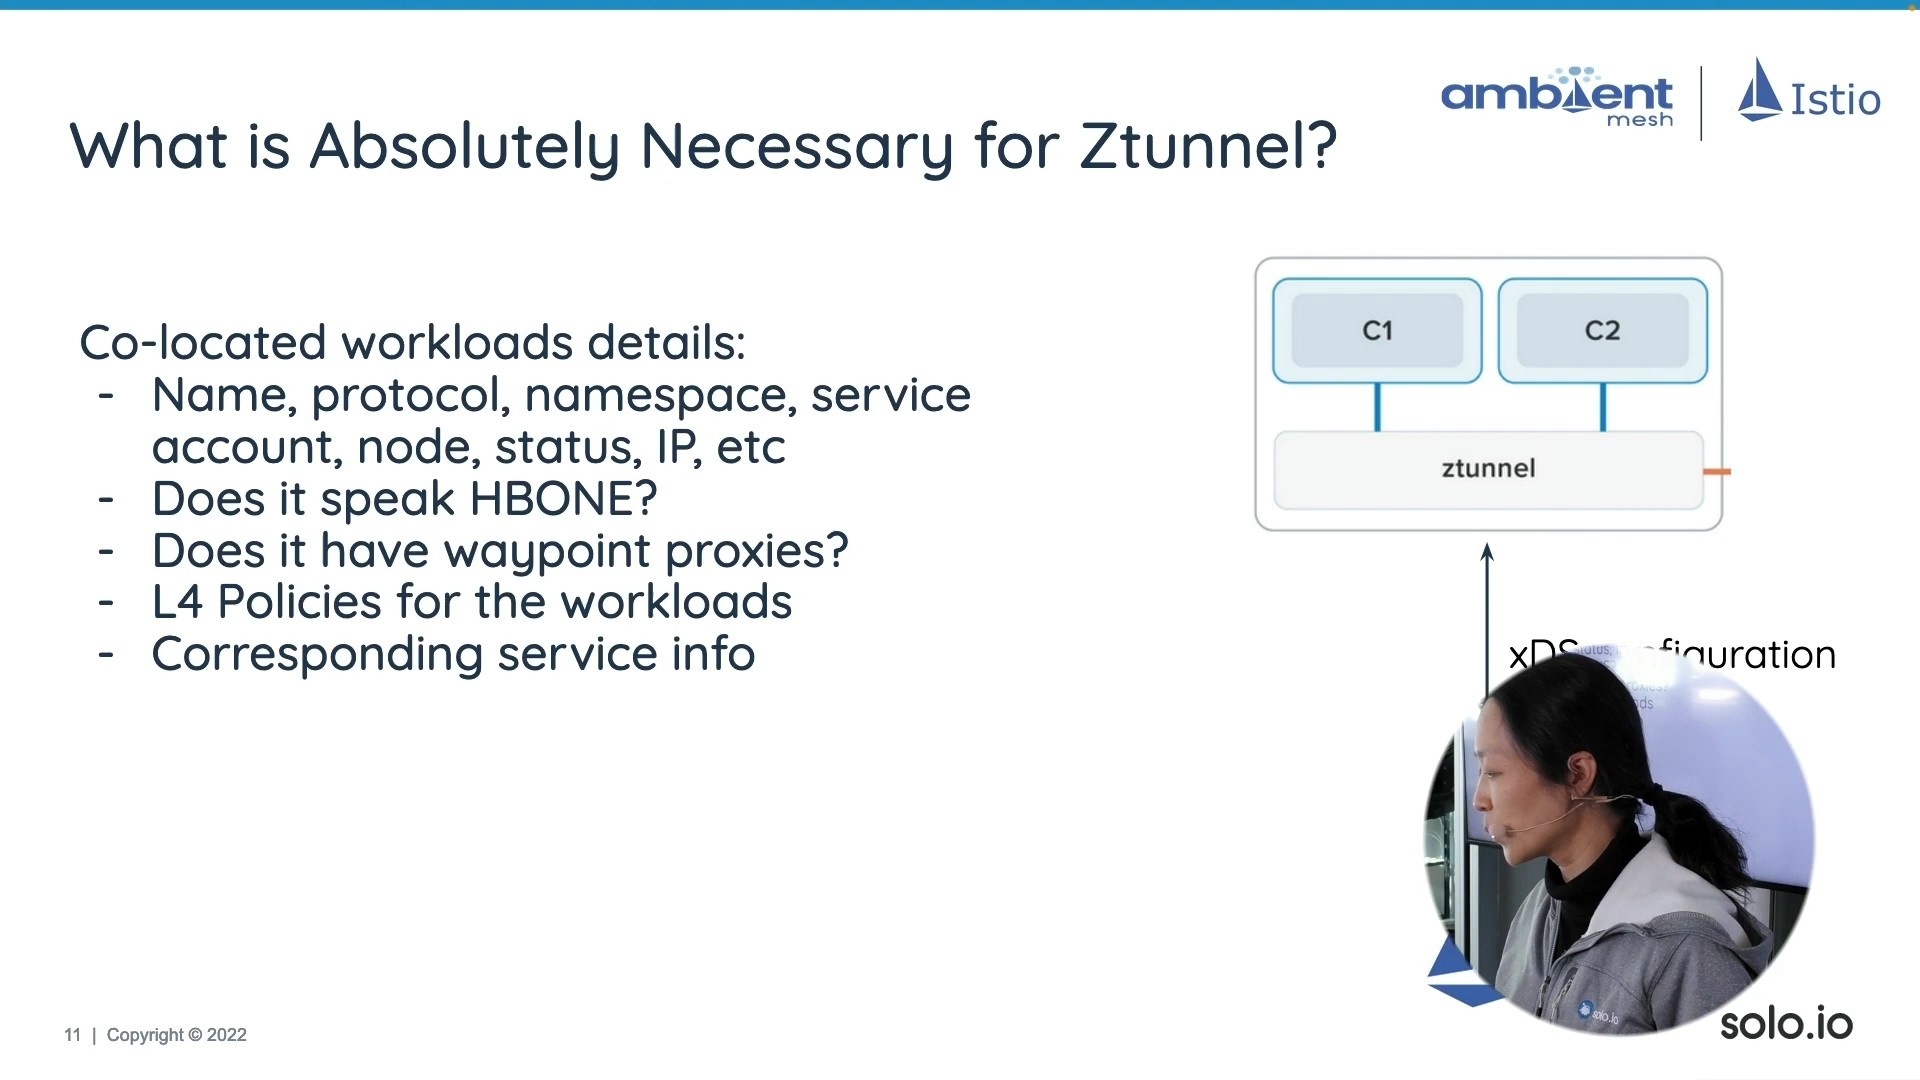 ambient
mesh
Istio
What is Absolutely Necessary for Ztunnel?
Co-located workloads details:
- Name, protocol, namespace, service
account, node, status, IP, etc
- Does it speak HBONE?
- Does it have waypoint proxies?
- L4 Policies for the workloads
- Corresponding service info
C1
C2
ztunnel
solo.io
11 | Copyright © 2022
solo.io